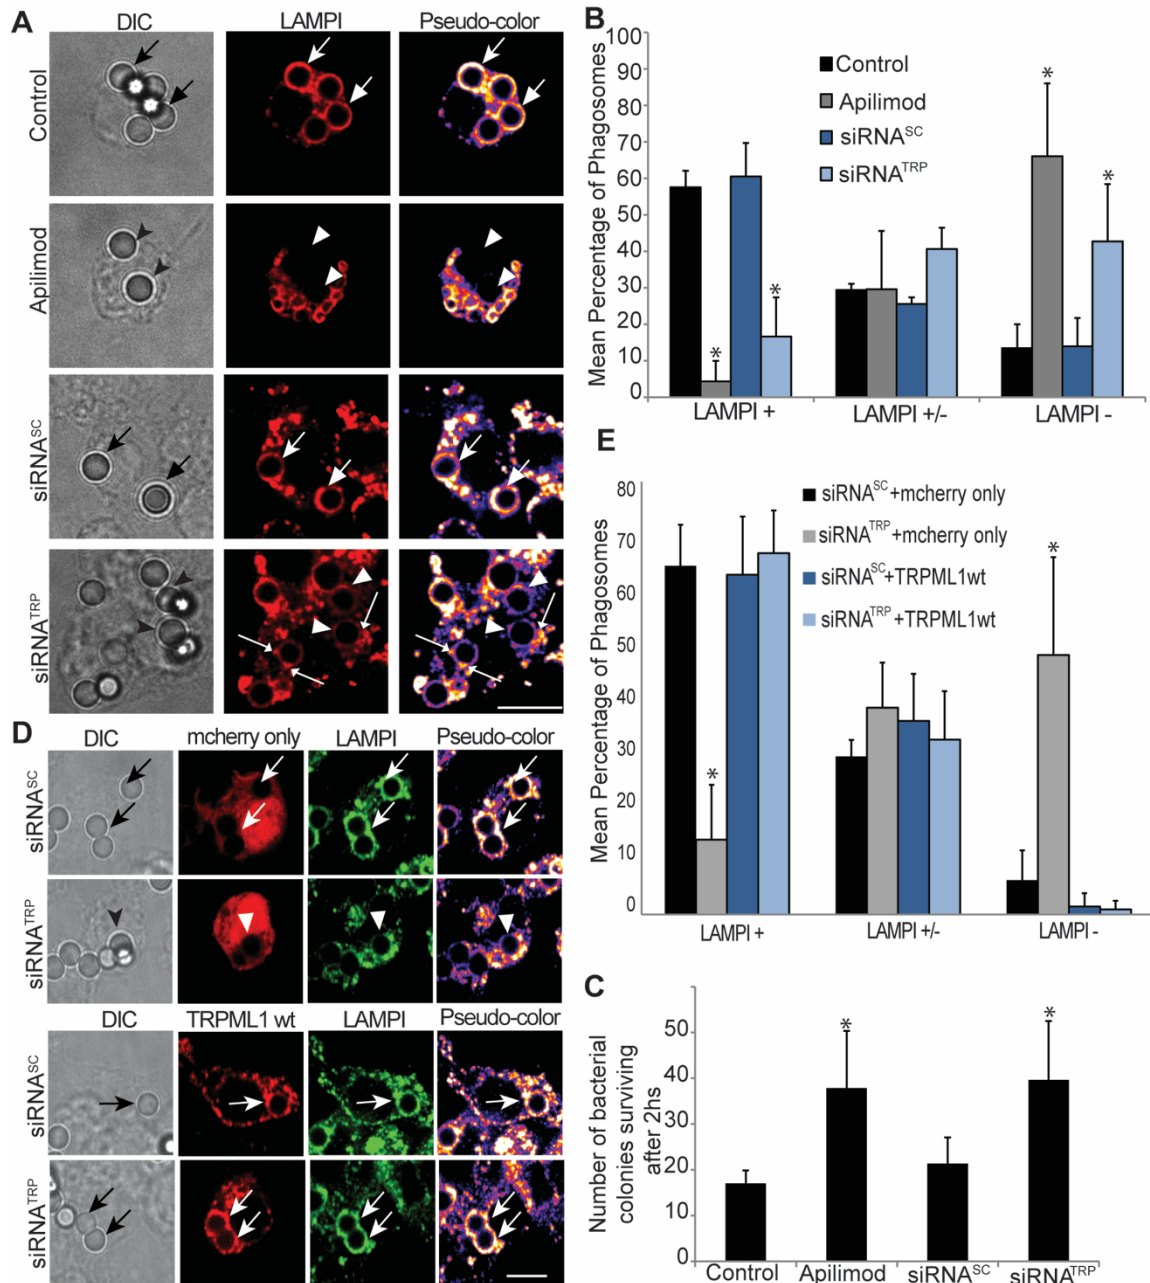 A
DIC
LAMPI
Pseudo-color
Control
Apilimod
siRNA^SC
siRNA^TRP
B
Mean Percentage of Phagosomes
100
90
80
70
60
50
40
30
20
10
0
Control
Apilimod
siRNA^SC
siRNA^TRP
*
*
*
*
LAMPI +
LAMPI +/-
LAMPI -
D
DIC
mcherry only
LAMPI
Pseudo-color
siRNA^SC
siRNA^TRP
DIC
TRPML1 wt
LAMPI
Pseudo-color
siRNA^SC
siRNA^TRP
E
Mean Percentage of Phagosomes
80
70
60
50
40
30
20
10
0
siRNA^SC+mcherry only
siRNA^TRP+mcherry only
siRNA^SC+TRPML1wt
siRNA^TRP+TRPML1wt
*
*
LAMPI +
LAMPI +/-
LAMPI -
C
Number of bacterial
colonies surviving
after 2hs
50
40
30
20
10
0
*
*
Control
Apilimod
siRNA^SC
siRNA^TRP